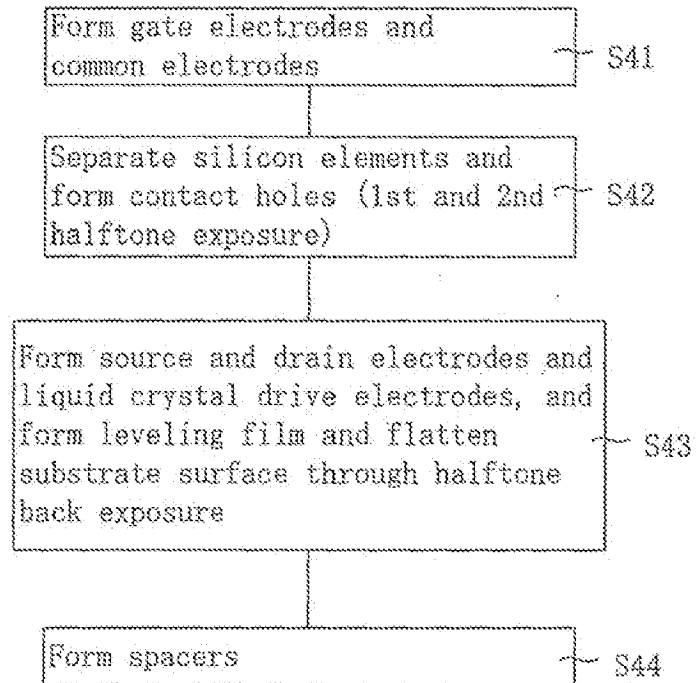 Form gate electrodes and
common electrodes
S41
Separate silicon elements and
form contact holes (1st and 2nd
halftone exposure)
S42
Form source and drain electrodes and
liquid crystal drive electrodes, and
form leveling film and flatten
substrate surface through halftone
back exposure
S43
Form spacers
S44